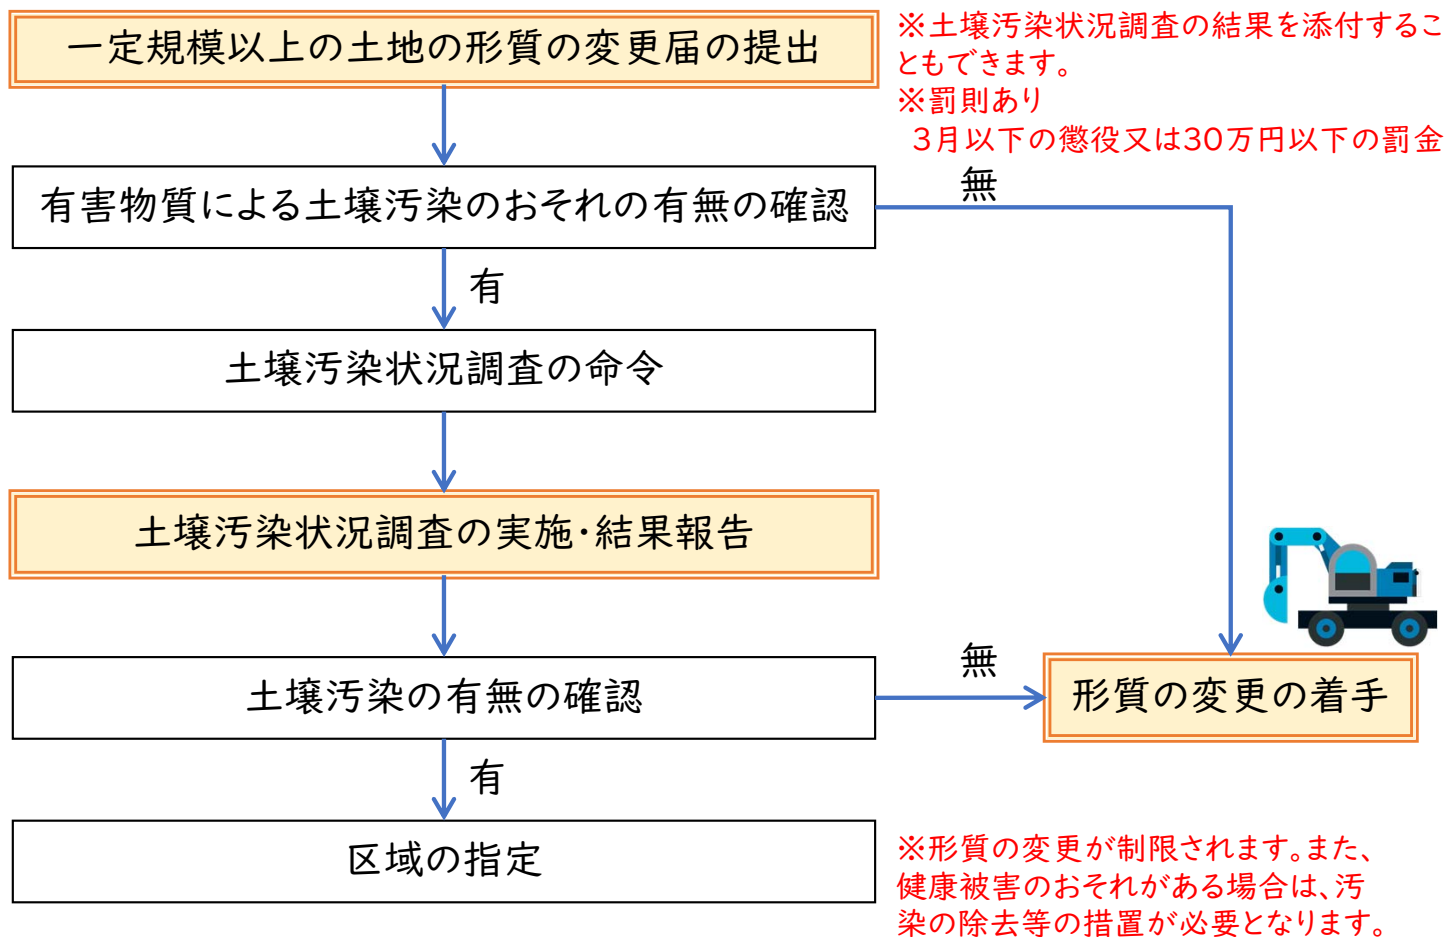 一定規模以上の土地の形質の変更届の提出
※土壌汚染状況調査の結果を添付するこ
ともできます。
※罰則あり
3月以下の懲役又は30万円以下の罰金
有害物質による土壌汚染のおそれの有無の確認
無
有
土壌汚染状況調査の命令
土壌汚染状況調査の実施・結果報告
土壌汚染の有無の確認
無
形質の変更の着手
有
区域の指定
※形質の変更が制限されます。また、
健康被害のおそれがある場合は、汚
染の除去等の措置が必要となります。